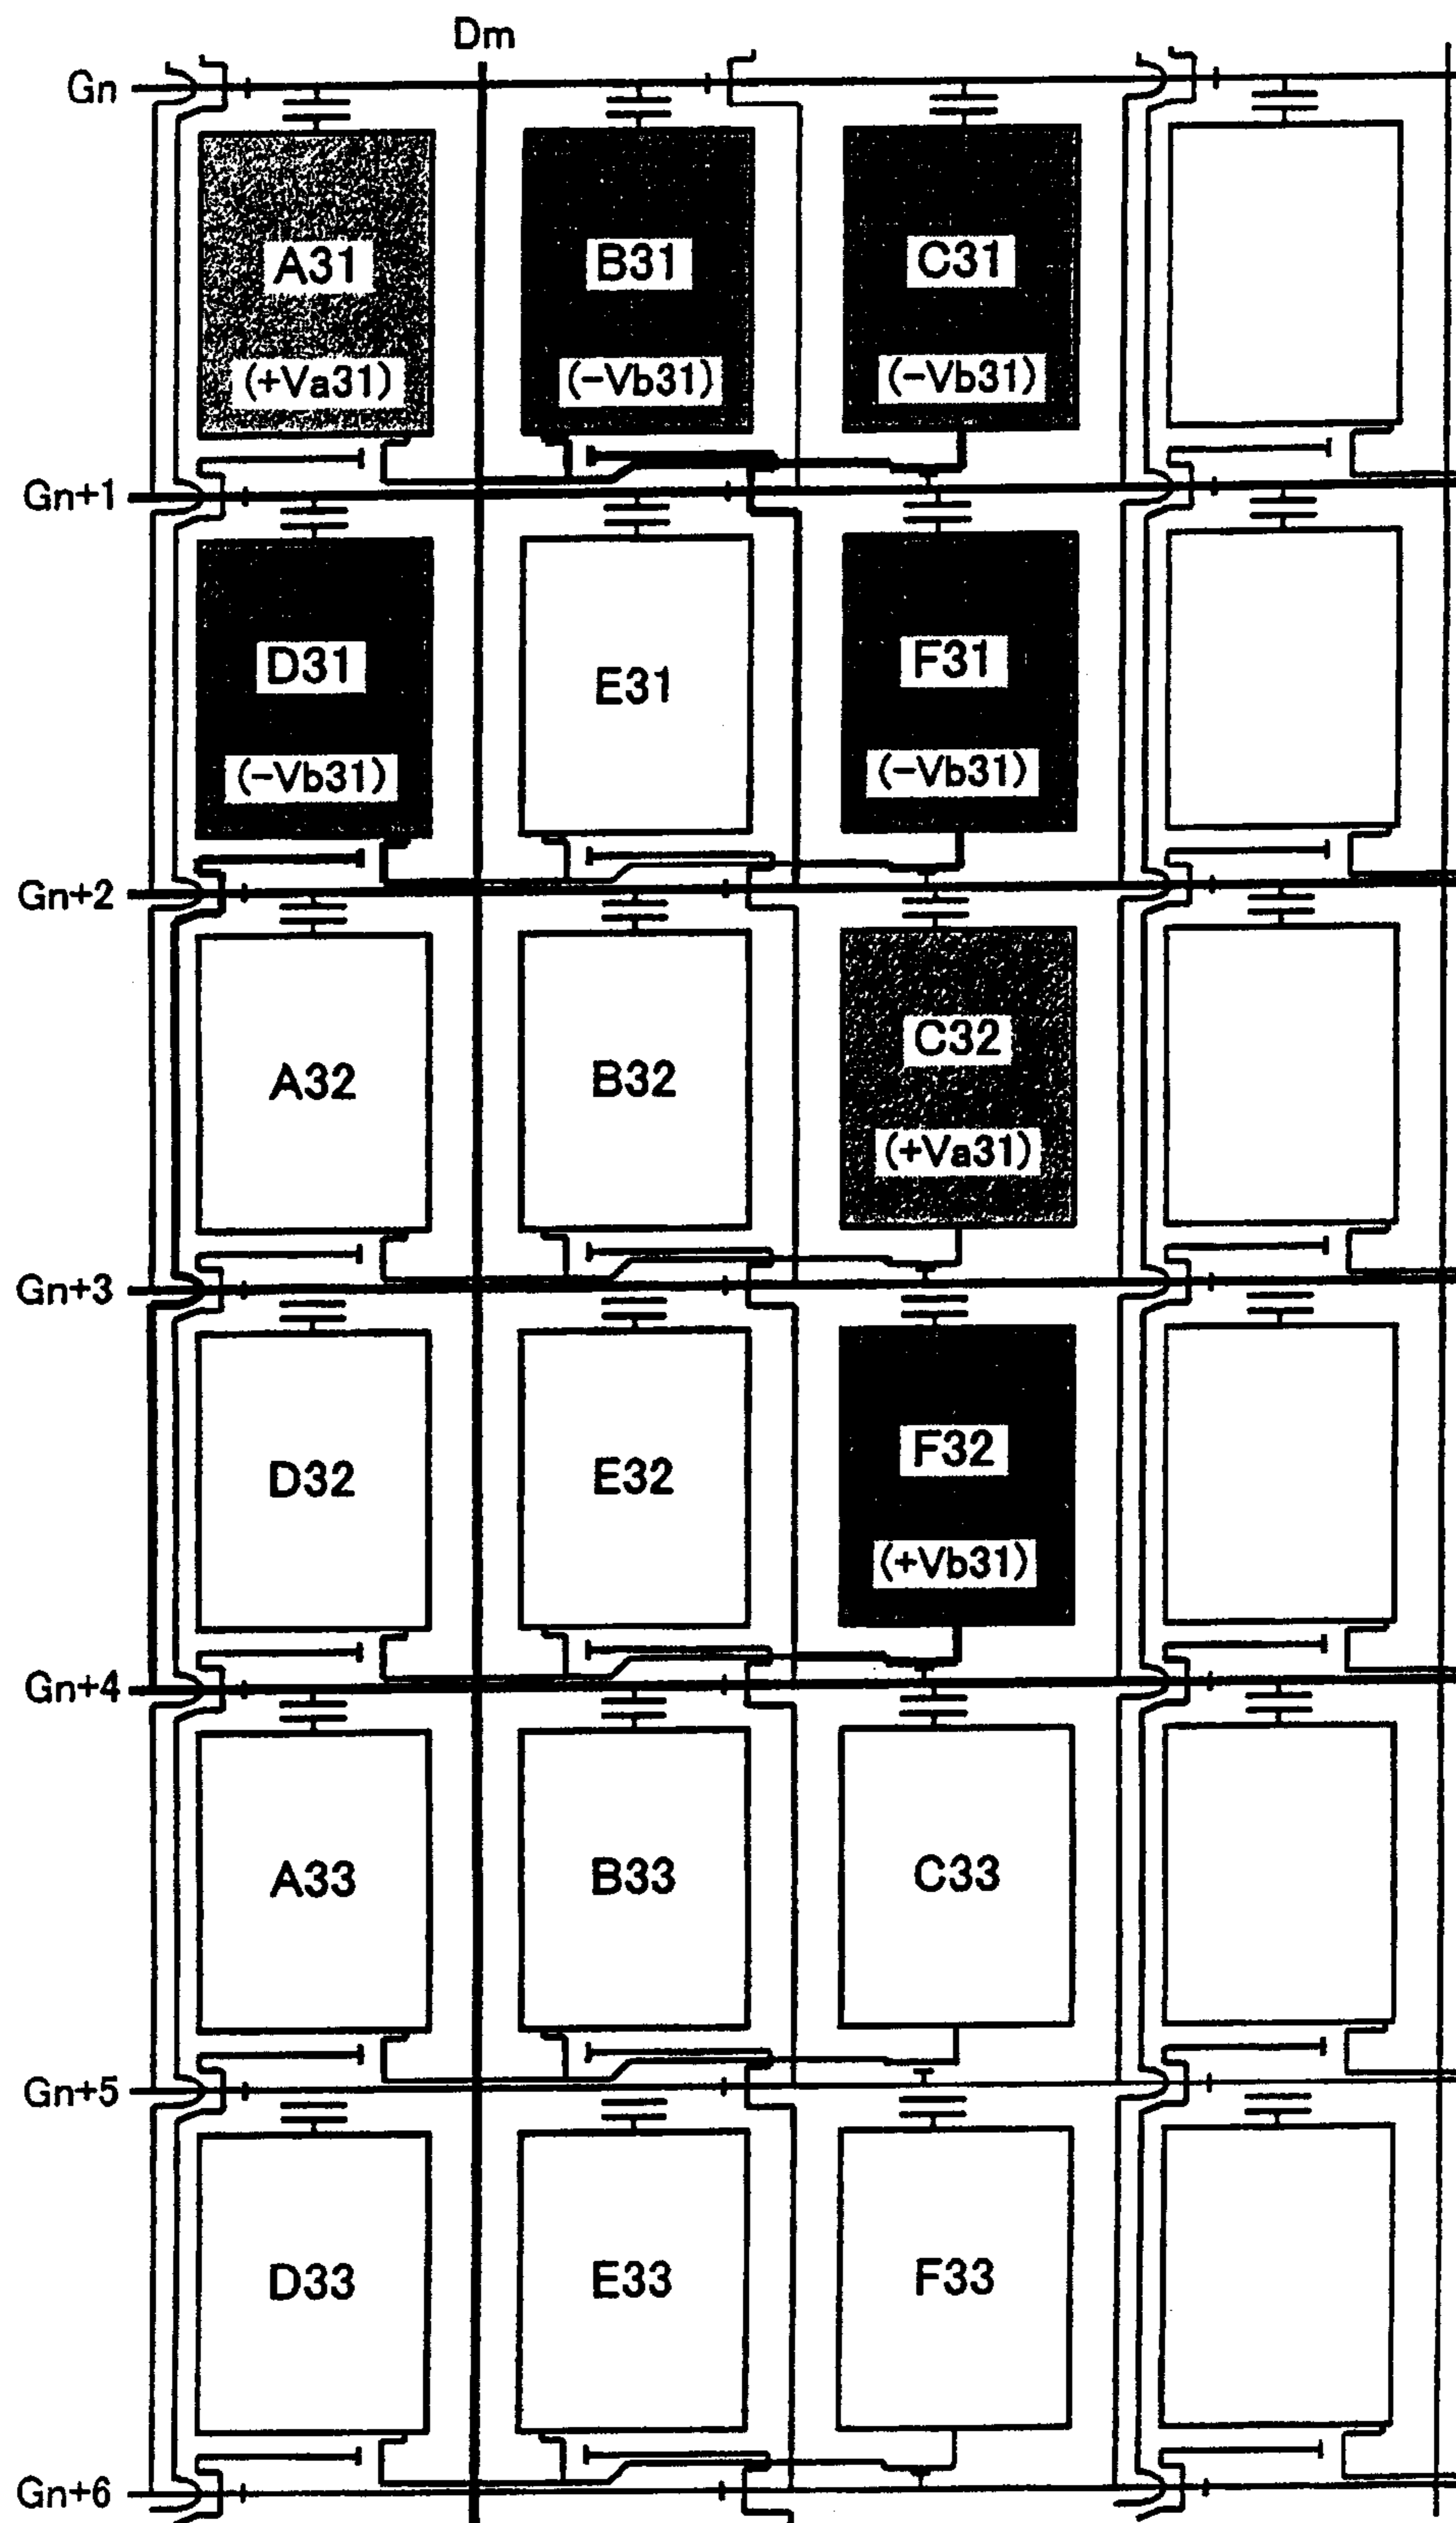 Dm
Gn
A31 B31 C31
(+Va31) (-Vb31) (-Vb31)
Gn+1
D31 E31 F31
(-Vb31) (-Vb31)
Gn+2
A32 B32 C32
(+Va31)
Gn+3
D32 E32 F32
(+Vb31)
Gn+4
A33 B33 C33
Gn+5
D33 E33 F33
Gn+6